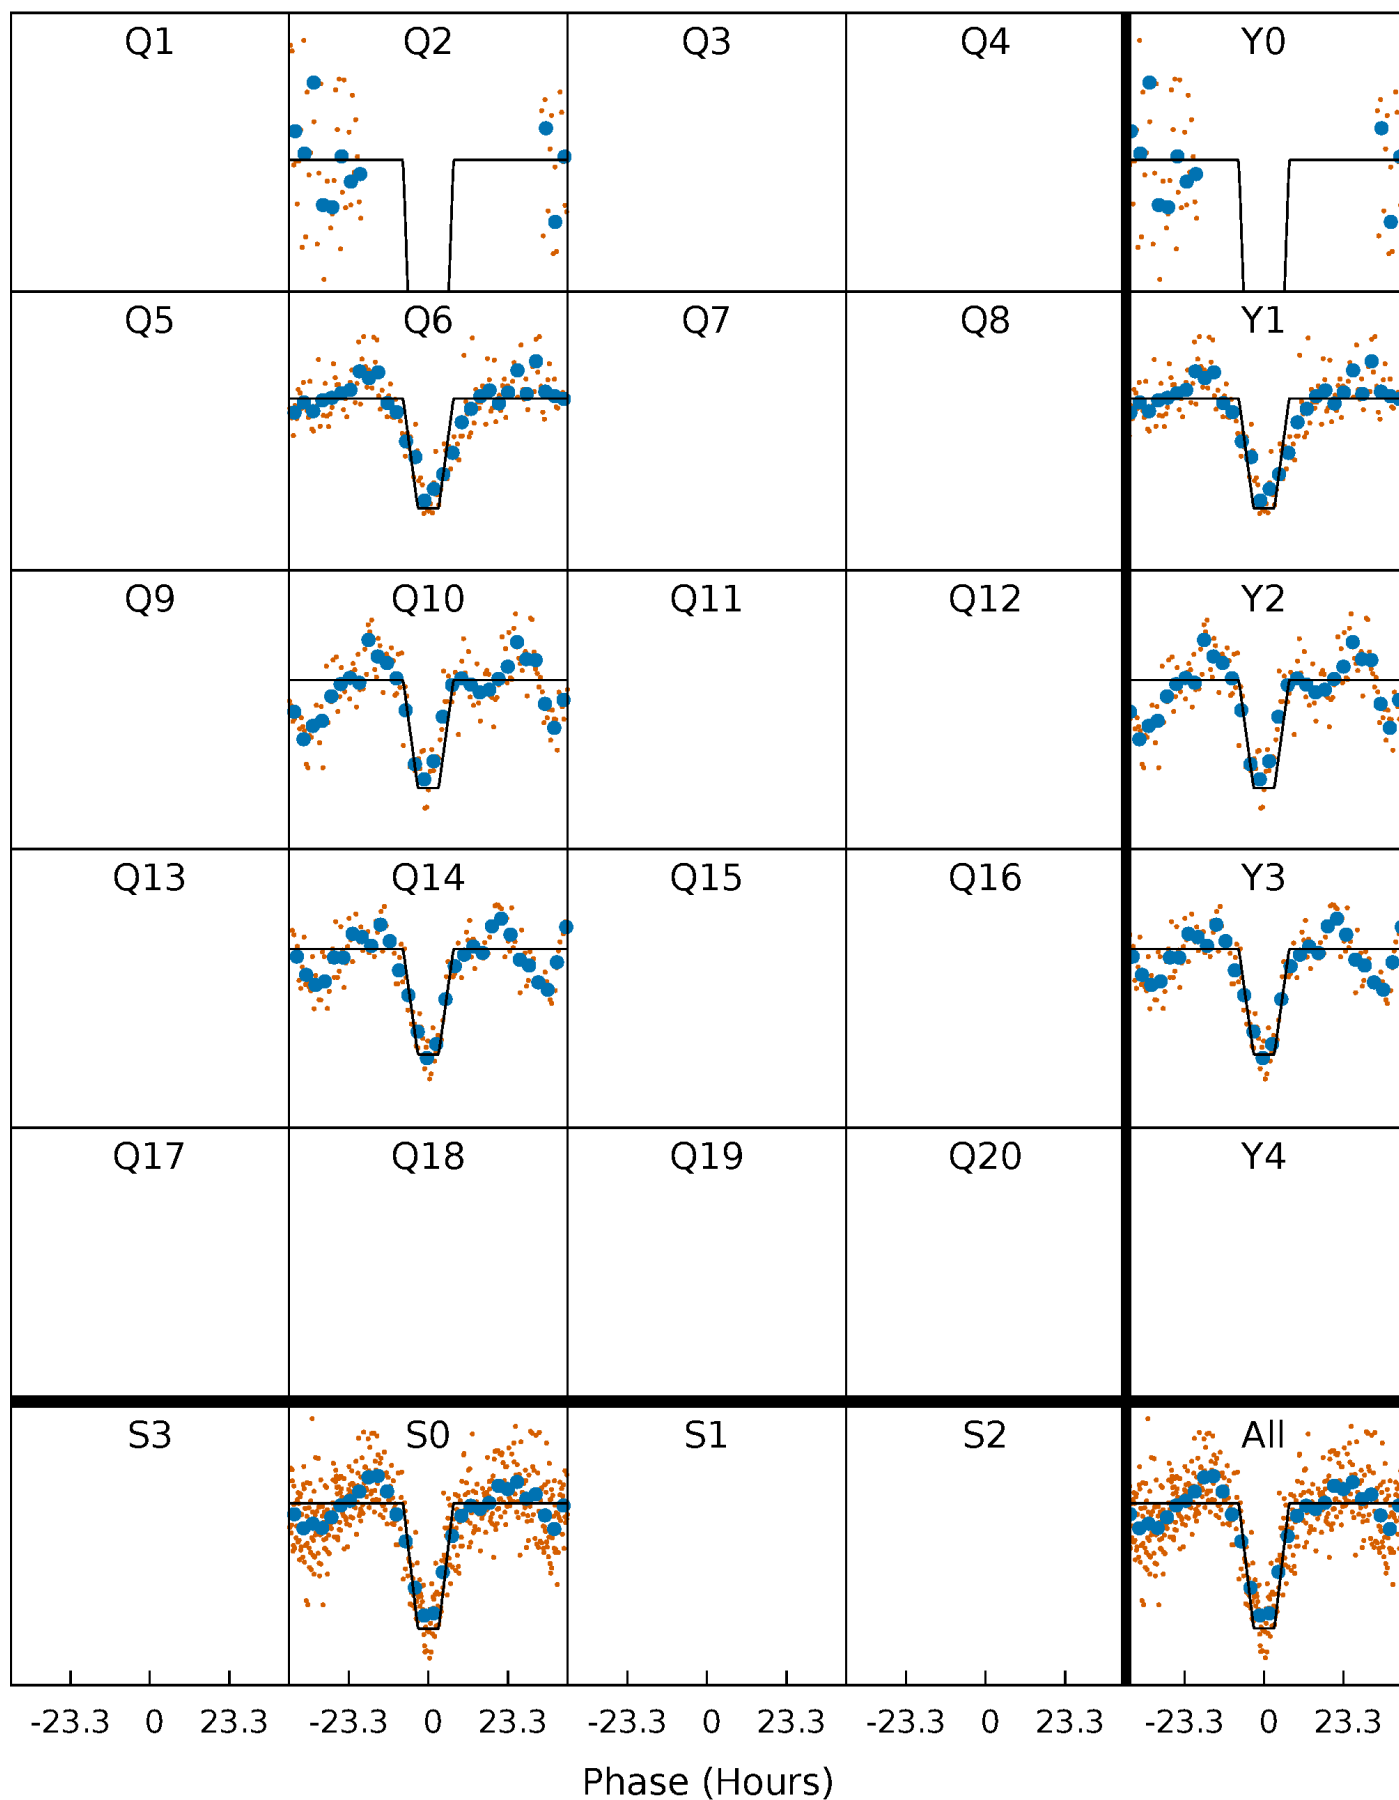 Q1 Q2 Q3 Q4 Y0
Q5 Q6 Q7 Q8 Y1
Q9 Q10 Q11 Q12 Y2
Q13 Q14 Q15 Q16 Y3
Q17 Q18 Q19 Q20 Y4
S3 S0 S1 S2 All
-23.3 0 23.3 -23.3 0 23.3 -23.3 0 23.3 -23.3 0 23.3 -23.3 0 23.3
Phase (Hours)